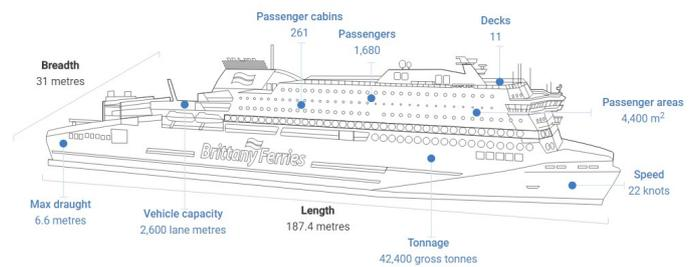 Passenger cabins
261
Passengers
1,680
Decks
11
Breadth
31 metres
Passenger areas
4,400 m²
Brittany Ferries
Speed
22 knots
Max draught
6.6 metres
Vehicle capacity
2,600 lane metres
Length
187.4 metres
Tonnage
42,400 gross tonnes